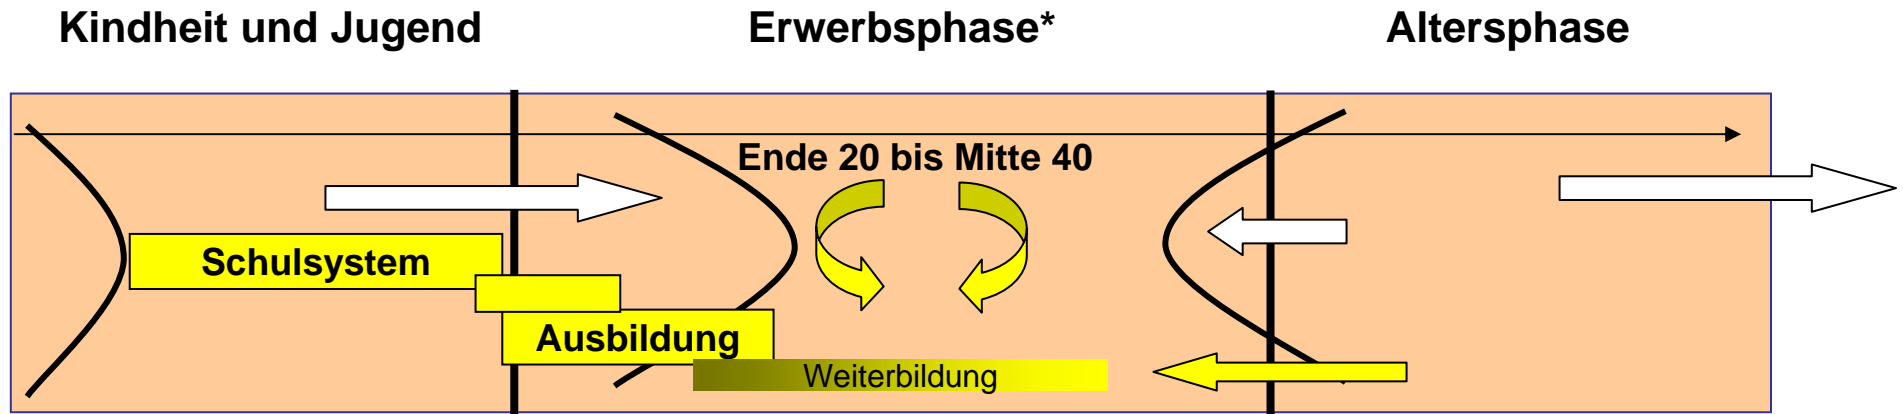 Kindheit und Jugend
Erwerbsphase*
Altersphase
Ende 20 bis Mitte 40
Schulsystem
Ausbildung
Weiterbildung